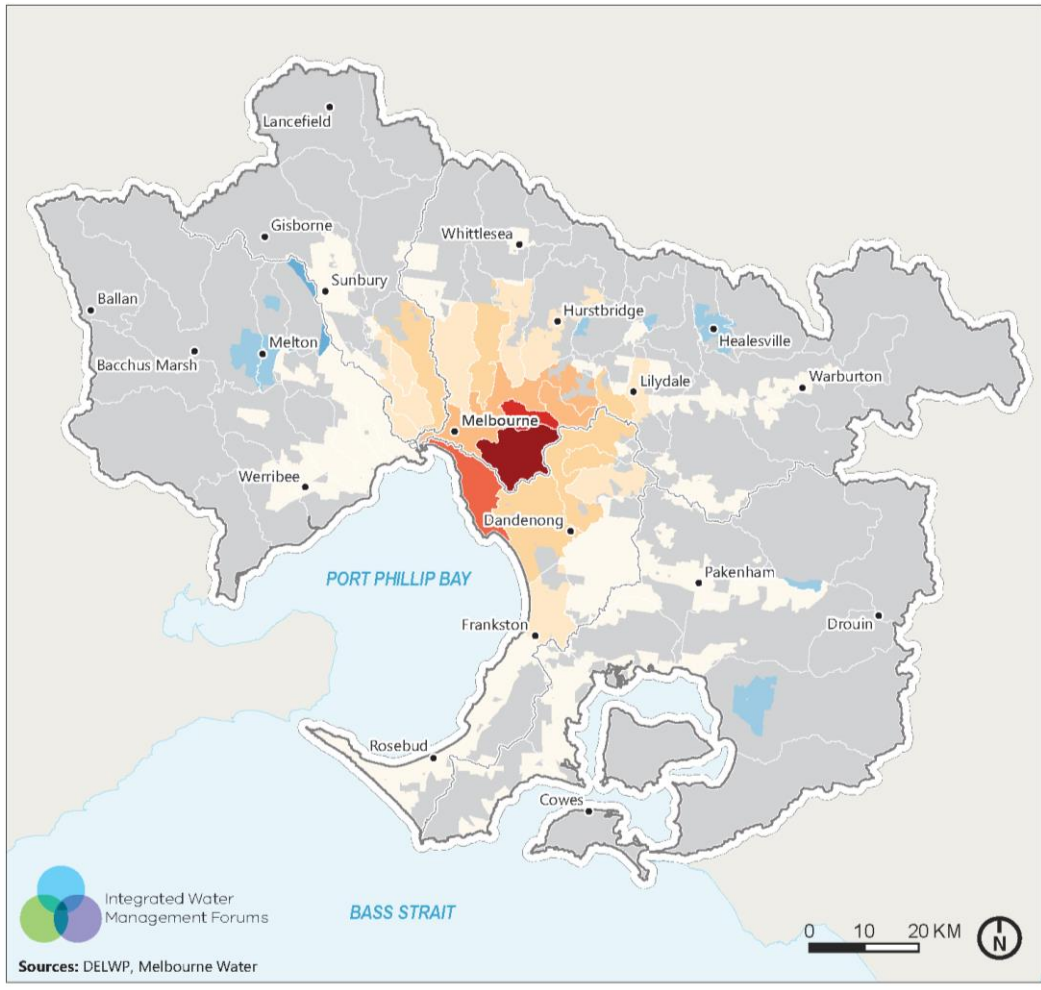 Lancefield
Gisborne
Whittlesea
Sunbury
Ballan
Hurstbridge
Healesville
Melton
Bacchus Marsh
Lilydale
Warburton
Melbourne
Werribee
Dandenong
PORT PHILLIP BAY
Pakenham
Drouin
Frankston
Rosebud
Cowes
Integrated Water
Management Forums
BASS STRAIT
0 10 20 KM
N
Sources: DELWP, Melbourne Water